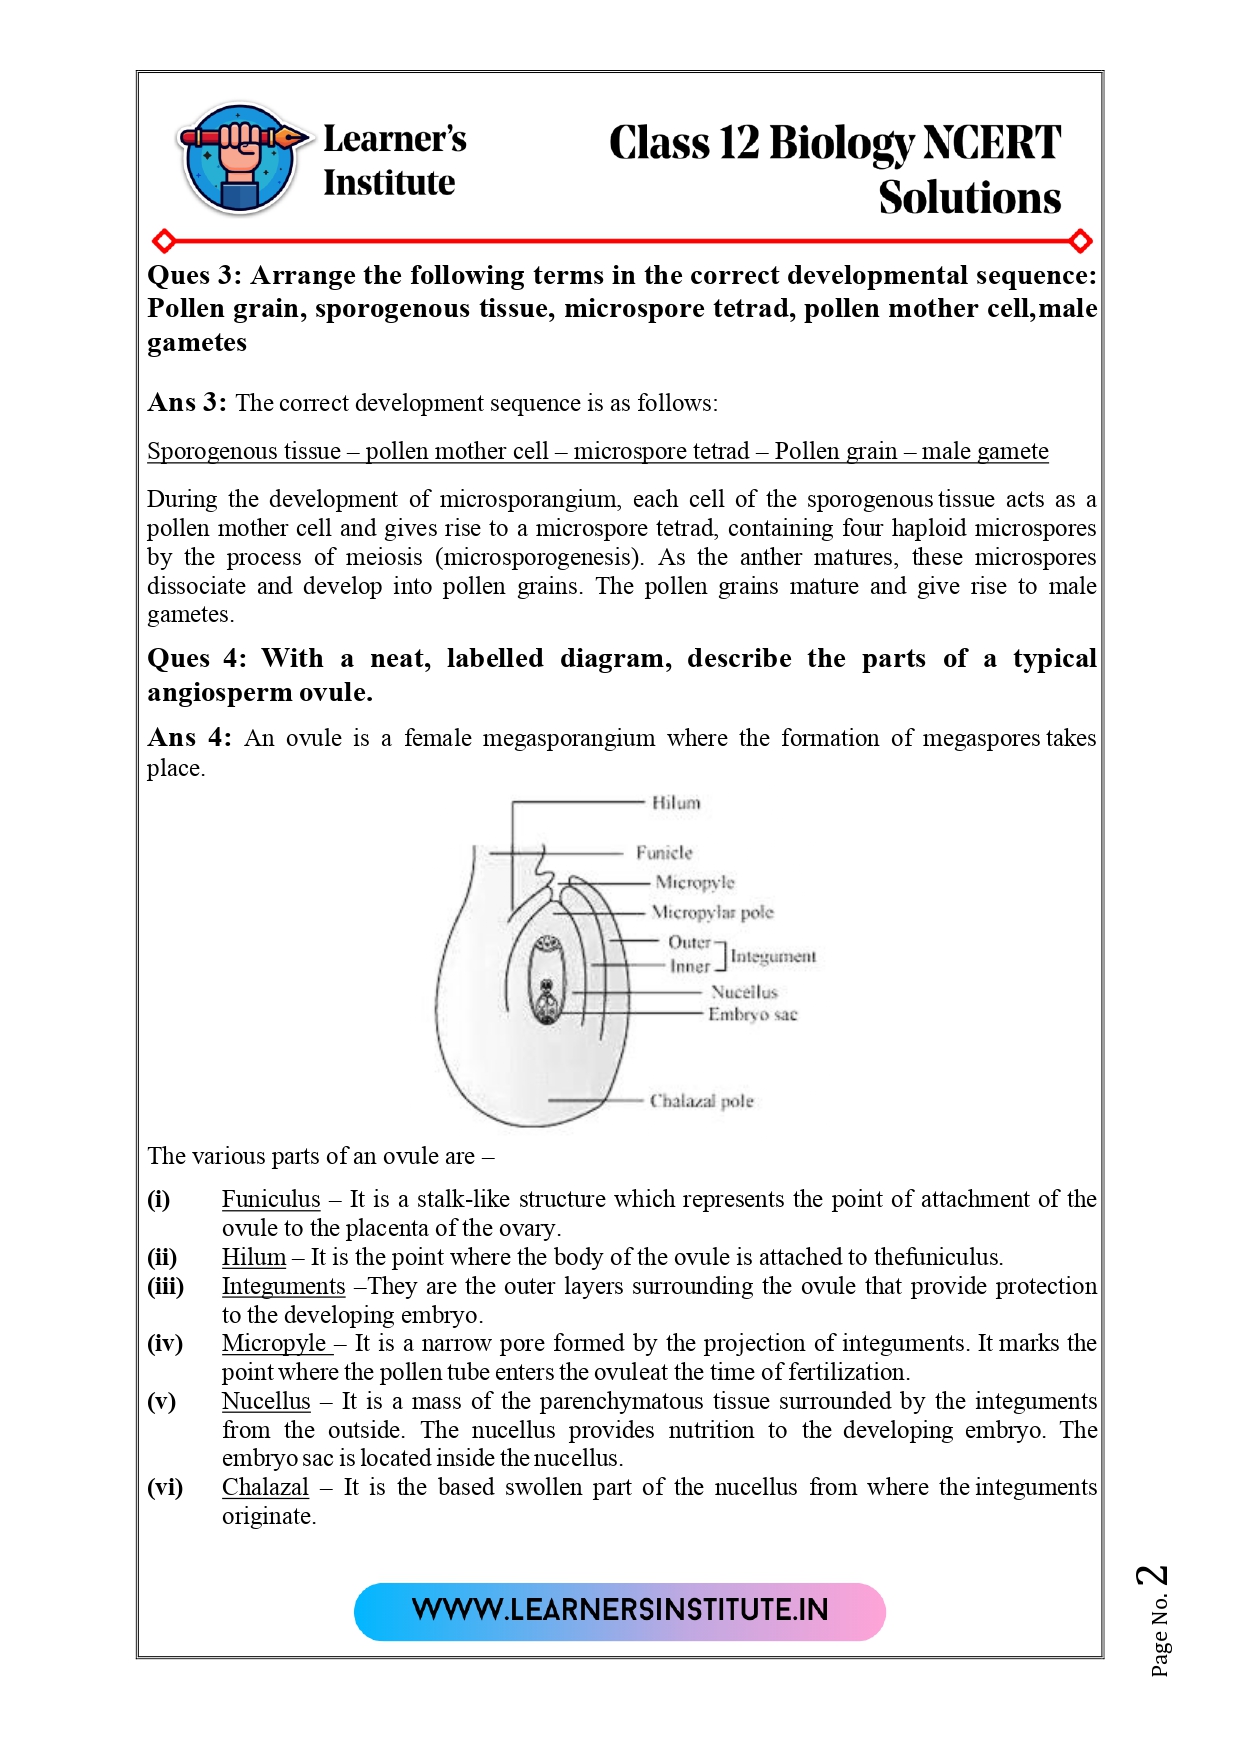 Learner's
Institute
Class 12 Biology NCERT
Solutions
Ques 3: Arrange the following terms in the correct developmental sequence:
Pollen grain, sporogenous tissue, microspore tetrad, pollen mother cell,male
gametes
Ans 3: The correct development sequence is as follows:
Sporogenous tissue – pollen mother cell – microspore tetrad – Pollen grain – male gamete
During the development of microsporangium, each cell of the sporogenous tissue acts as a
pollen mother cell and gives rise to a microspore tetrad, containing four haploid microspores
by the process of meiosis (microsporogenesis). As the anther matures, these microspores
dissociate and develop into pollen grains. The pollen grains mature and give rise to male
gametes.
Ques 4: With a neat, labelled diagram, describe the parts of a typical
angiosperm ovule.
Ans 4: An ovule is a female megasporangium where the formation of megaspores takes
place.
Hilum
Funicle
Micropyle
Micropylar pole
Outer
Integument
Inner
Nucellus
Embryo sac
Chalazal pole
The various parts of an ovule are –
(i) Funiculus – It is a stalk-like structure which represents the point of attachment of the
ovule to the placenta of the ovary.
(ii) Hilum – It is the point where the body of the ovule is attached to thefuniculus.
(iii) Integuments –They are the outer layers surrounding the ovule that provide protection
to the developing embryo.
(iv) Micropyle – It is a narrow pore formed by the projection of integuments. It marks the
point where the pollen tube enters the ovuleat the time of fertilization.
(v) Nucellus – It is a mass of the parenchymatous tissue surrounded by the integuments
from the outside. The nucellus provides nutrition to the developing embryo. The
embryo sac is located inside the nucellus.
(vi) Chalazal – It is the based swollen part of the nucellus from where the integuments
originate.
WWW.LEARNERSINSTITUTE.IN
Page No. 2